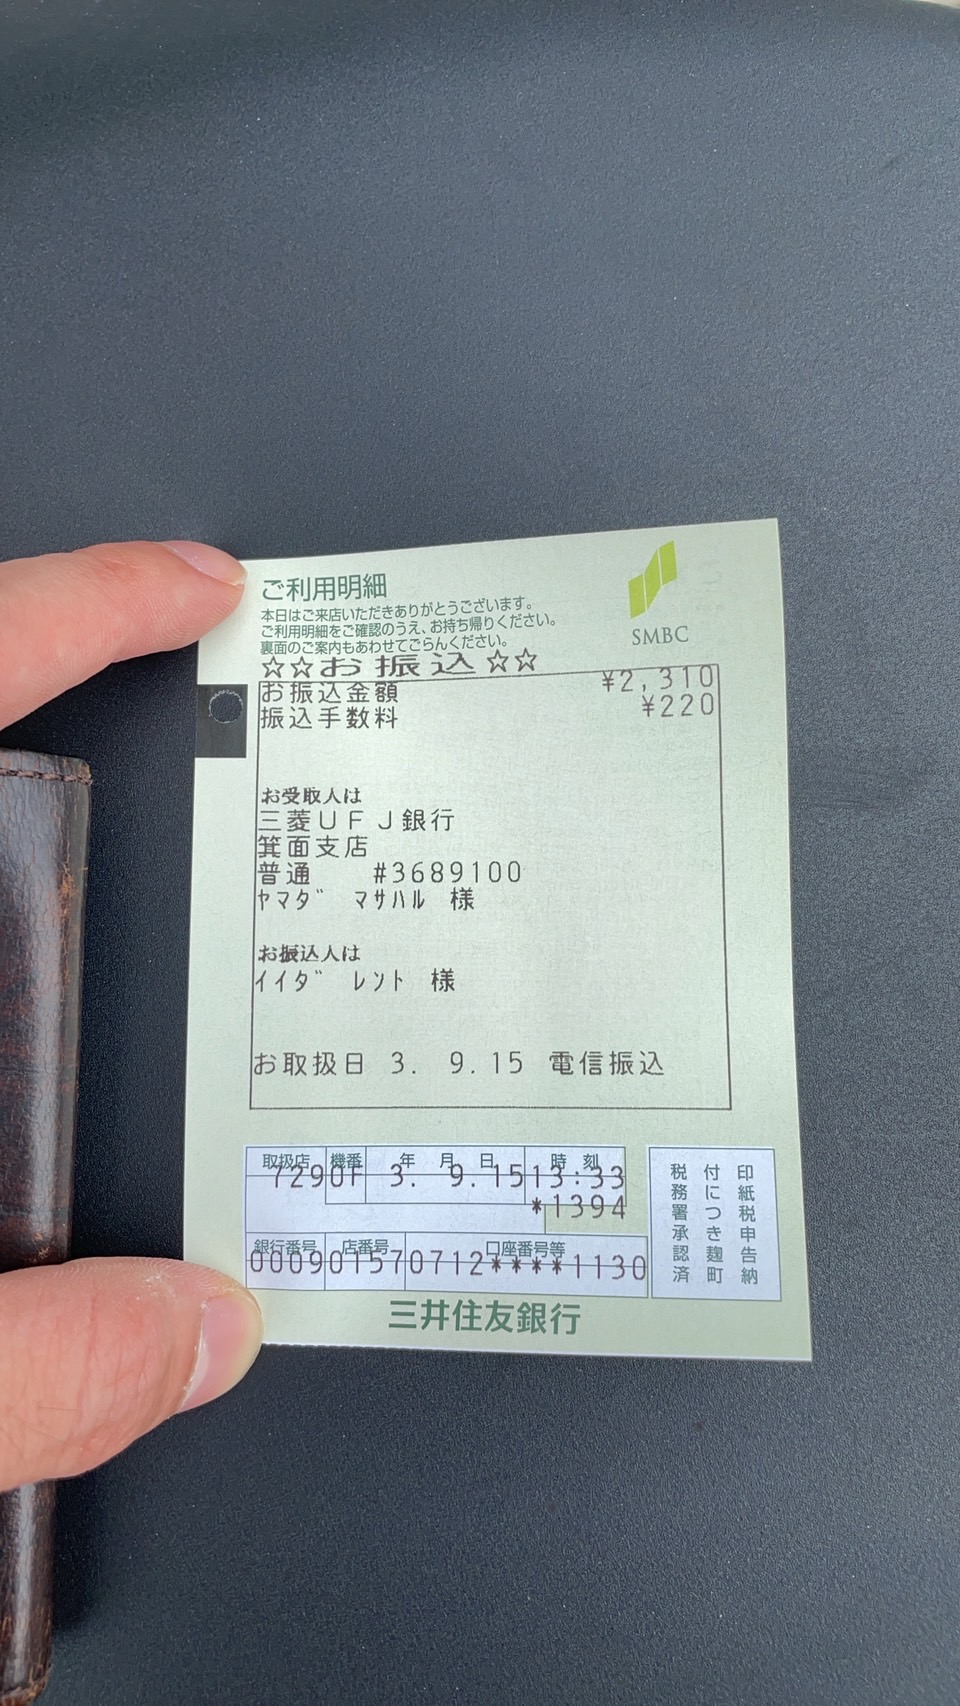 ご利用明細
本日はご来店いただきありがとうございます。
ご利用明細をご確認のうえ、お持ち帰りください。
裏面のご案内もあわせてごらんください。
SMBC
☆☆お振込☆☆
お振込金額 ¥2,310
振込手数料 ¥220
お受取人は
三菱UFJ銀行
箕面支店
普通 #3689100
ヤマダ マサハル 様
お振込人は
イイダ レント 様
お取扱日 3. 9.15 電信振込
取扱店 機番 年 月 日 時 刻
7290F 3. 9.15 13:33
*1394
銀行番号 店番号 口座番号等
0009 0157 0712****1130
印紙税申告納
付につき麹町
税務署承認済
三井住友銀行